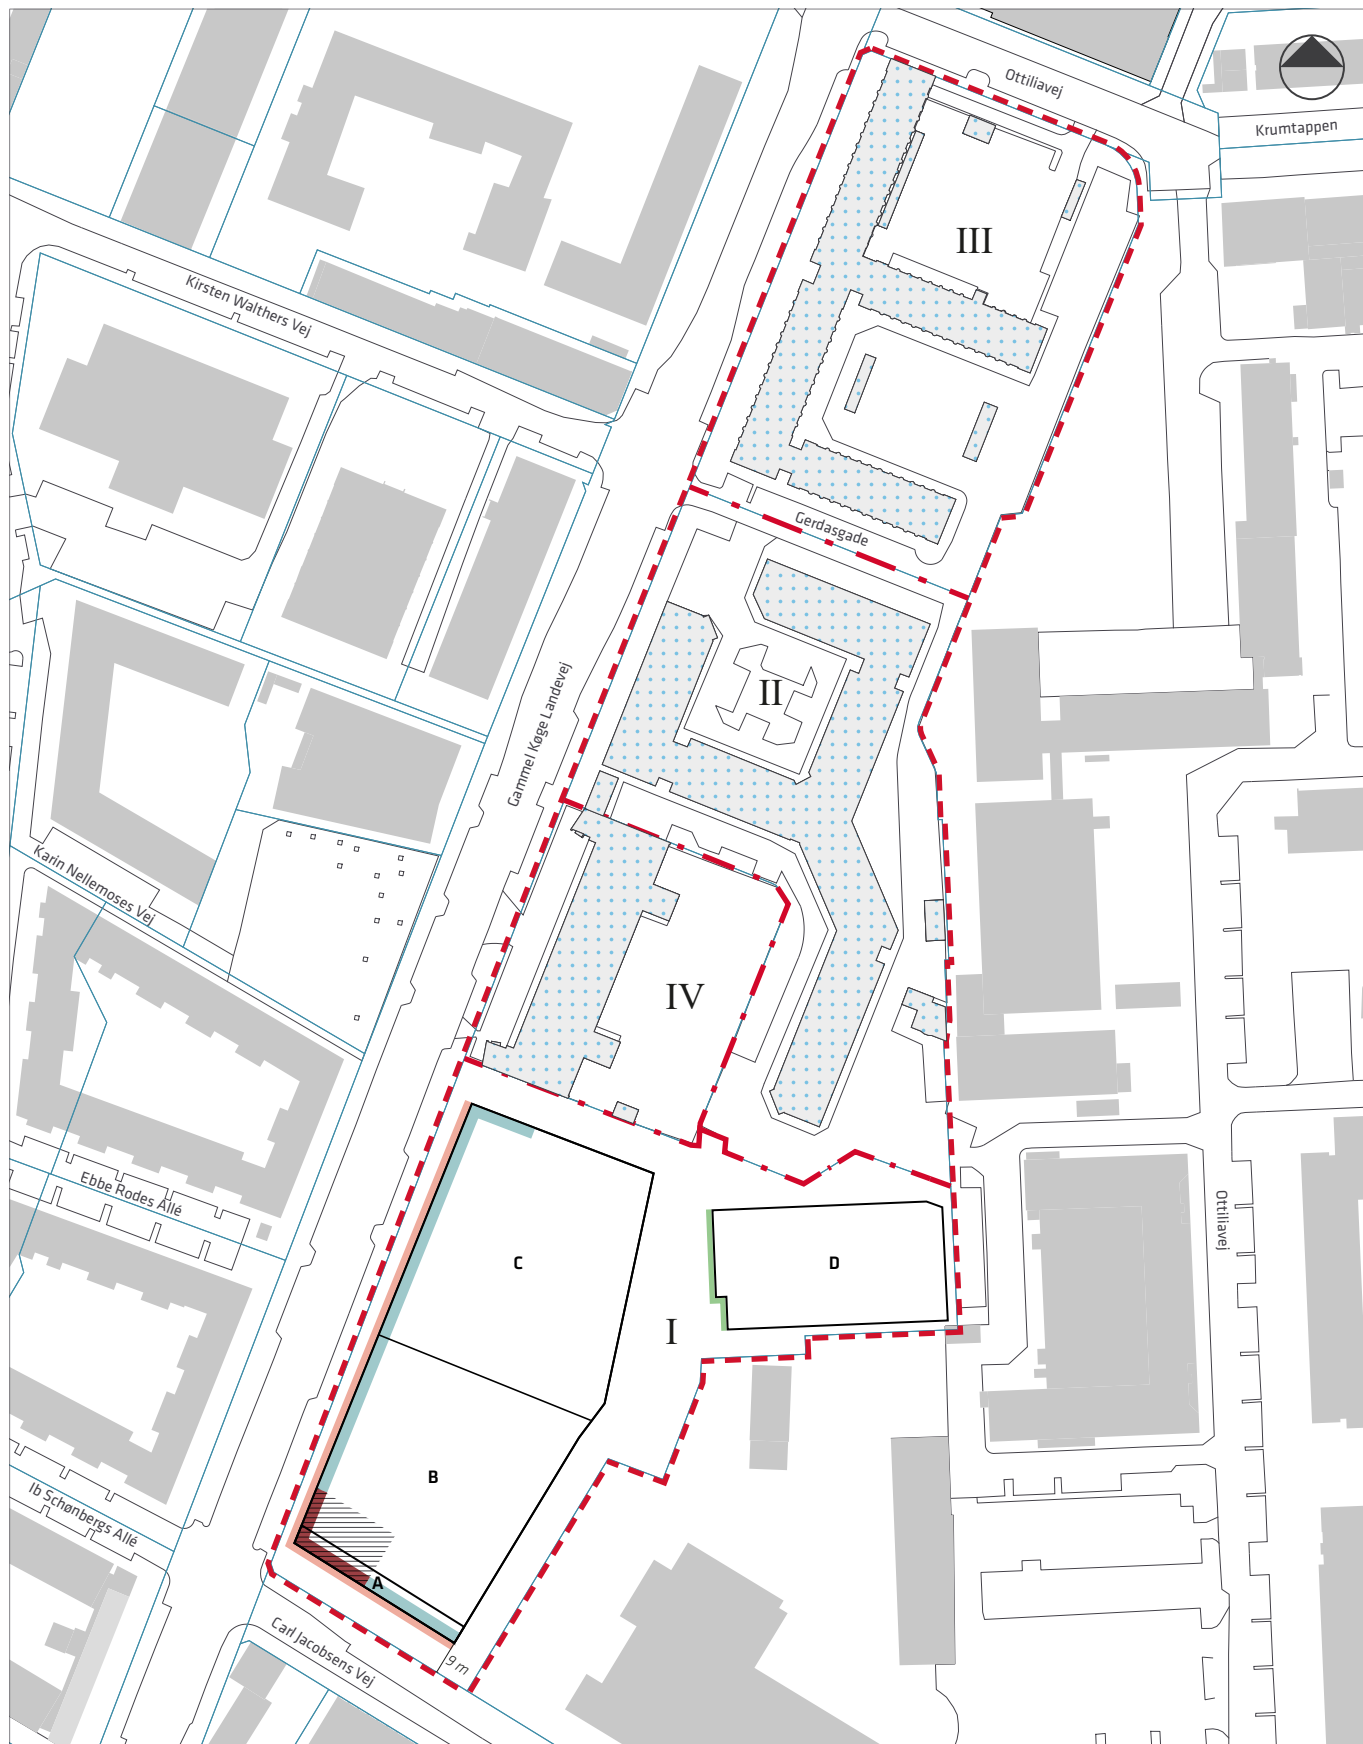 Ottiliavej
Krumtappen
III
Kirsten Walthers Vej
Gerdasgade
II
Gammel Køge Landevej
Karin Nellemoses Vej
IV
Ebbe Rodes Allé
Ottiliavej
C
D
I
B
Ib Schønbergs Allé
A
Carl Jacobsens Vej
9 m